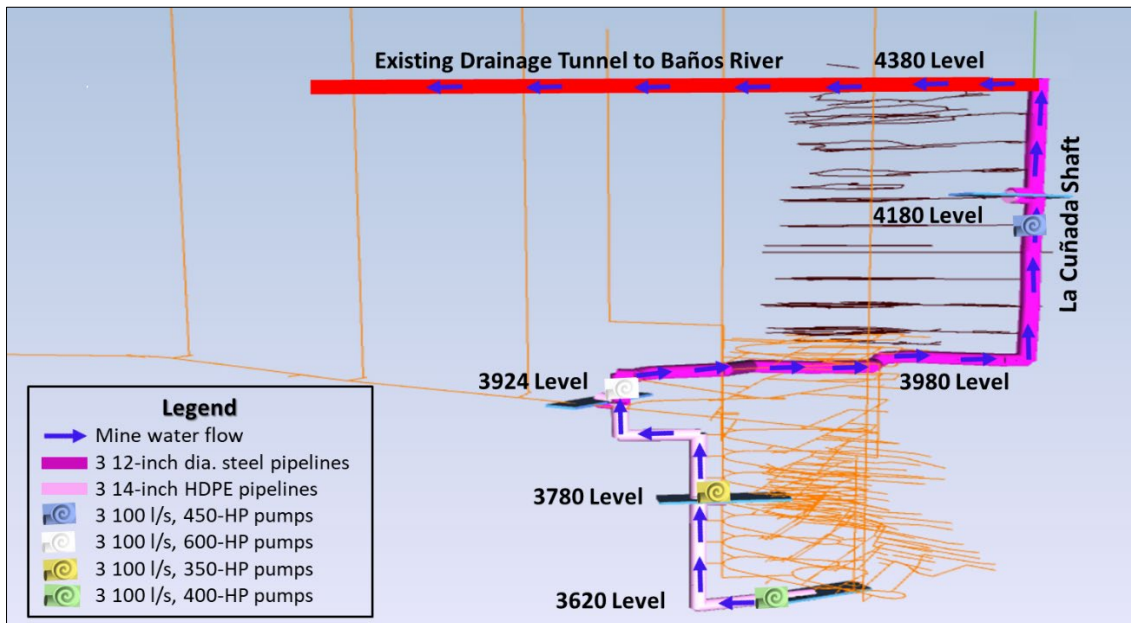 Existing Drainage Tunnel to Baños River
4380 Level
La Cuñada Shaft
4180 Level
3924 Level
3980 Level
3780 Level
3620 Level
Legend
Mine water flow
3 12-inch dia. steel pipelines
3 14-inch HDPE pipelines
3 100 l/s, 450-HP pumps
3 100 l/s, 600-HP pumps
3 100 l/s, 350-HP pumps
3 100 l/s, 400-HP pumps